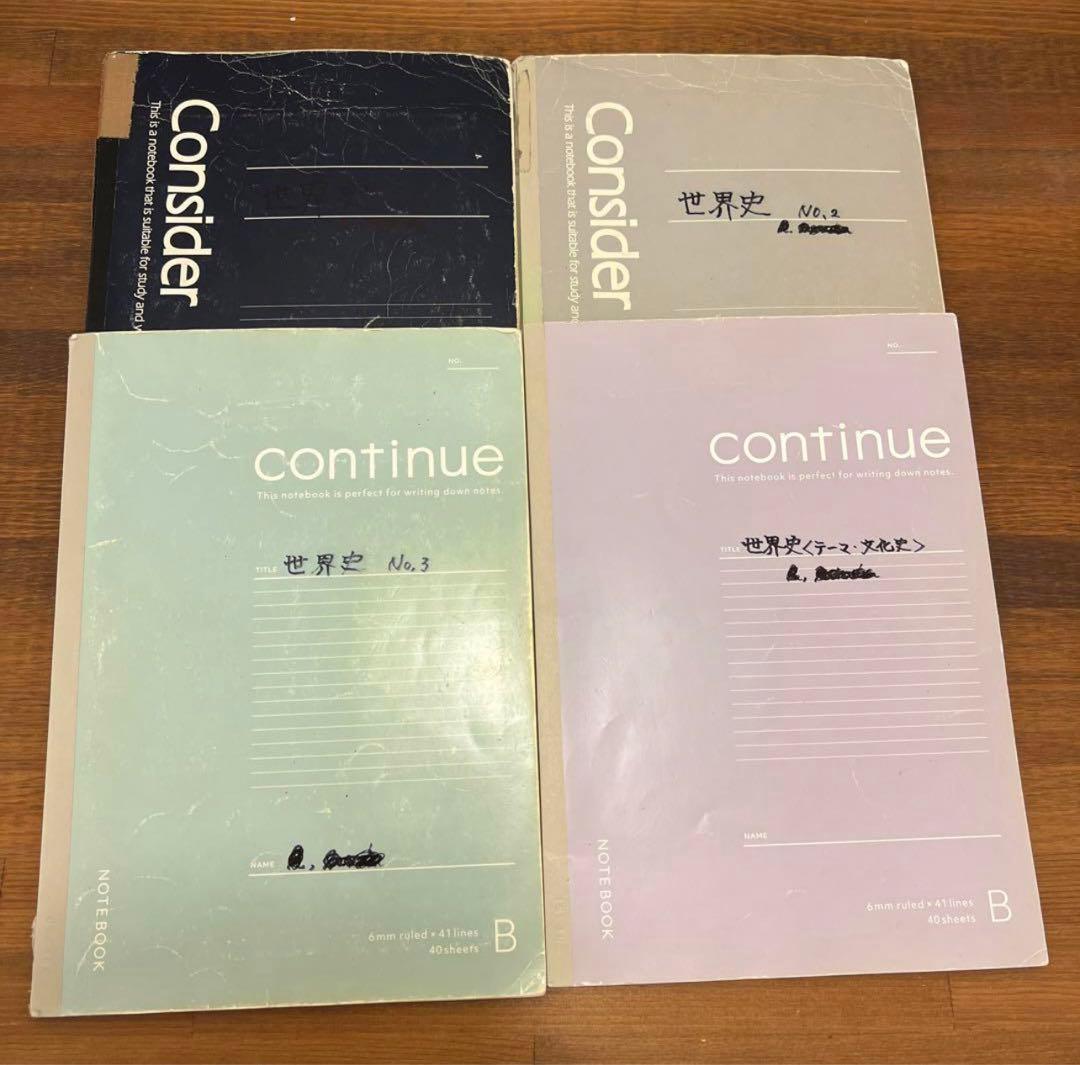 Consider
This is a notebook that is suitable for study and
世界史
Consider
This is a notebook that is suitable for study and
世界史 No.2
NO.
continue
This notebook is perfect for writing down notes.
TITLE 世界史 No.3
NAME
NOTEBOOK
6mm ruled × 41 lines
40 sheets
B
NO.
continue
This notebook is perfect for writing down notes.
TITLE 世界史<テーマ・文化史>
NAME
NOTEBOOK
6mm ruled × 41 lines
40 sheets
B